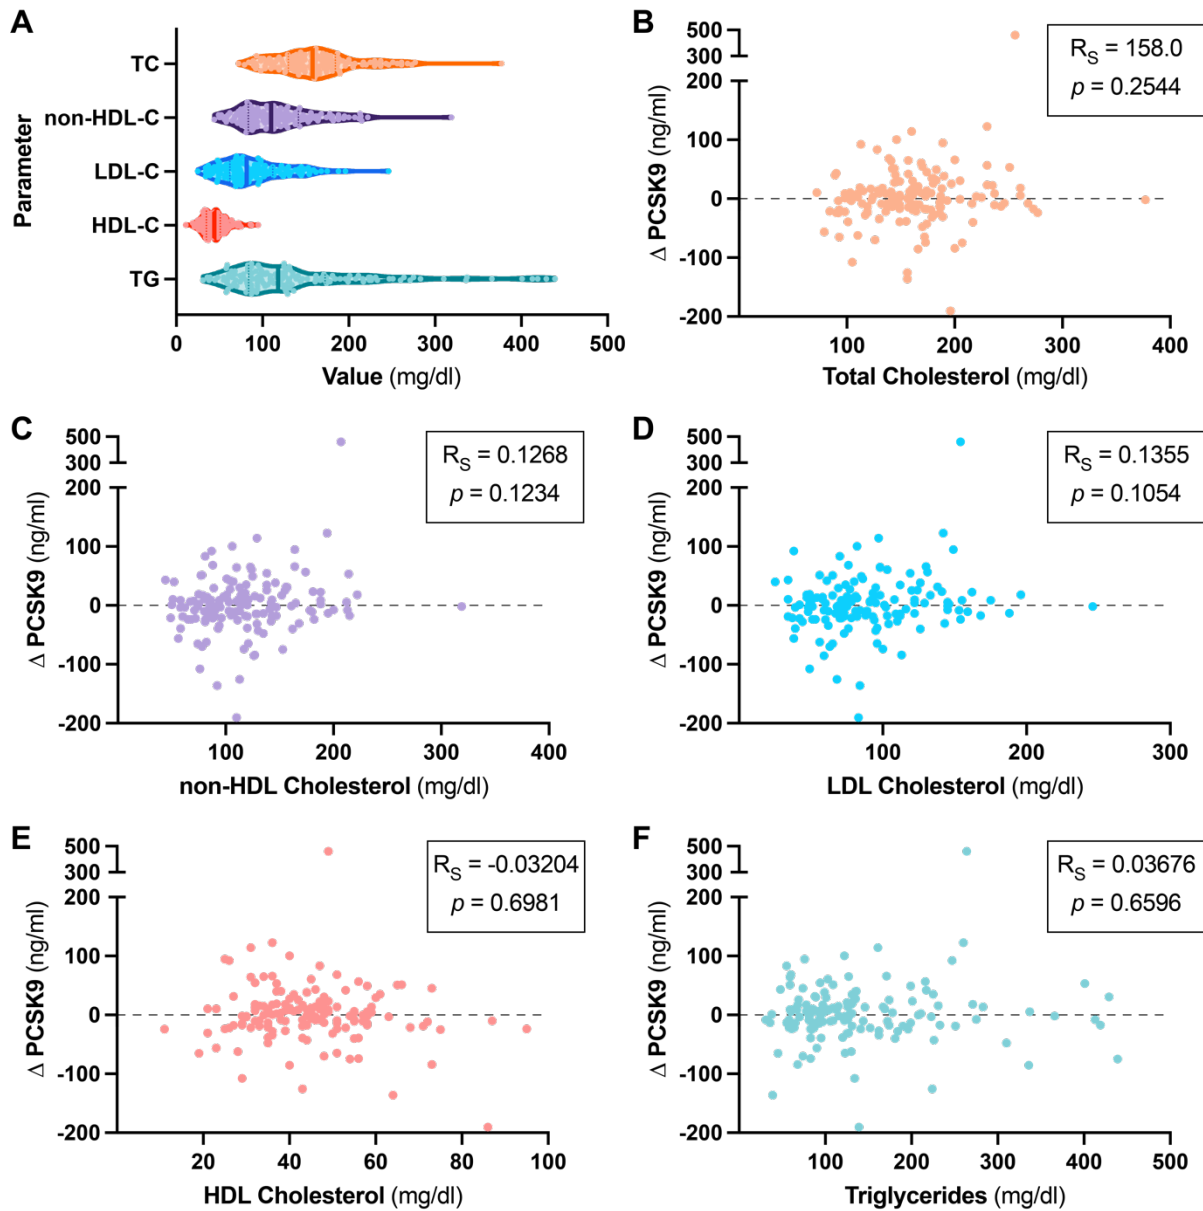 A
TC
non-HDL-C
LDL-C
HDL-C
TG
Parameter
0 100 200 300 400 500
Value (mg/dl)
B
500
300
200
100
0
-100
-200
Δ PCSK9 (ng/ml)
RS = 158.0
p = 0.2544
100 200 300 400
Total Cholesterol (mg/dl)
C
500
300
200
100
0
-100
-200
Δ PCSK9 (ng/ml)
RS = 0.1268
p = 0.1234
100 200 300 400
non-HDL Cholesterol (mg/dl)
D
500
300
200
100
0
-100
-200
Δ PCSK9 (ng/ml)
RS = 0.1355
p = 0.1054
100 200 300
LDL Cholesterol (mg/dl)
E
500
300
200
100
0
-100
-200
Δ PCSK9 (ng/ml)
RS = -0.03204
p = 0.6981
20 40 60 80 100
HDL Cholesterol (mg/dl)
F
500
300
200
100
0
-100
-200
Δ PCSK9 (ng/ml)
RS = 0.03676
p = 0.6596
100 200 300 400 500
Triglycerides (mg/dl)